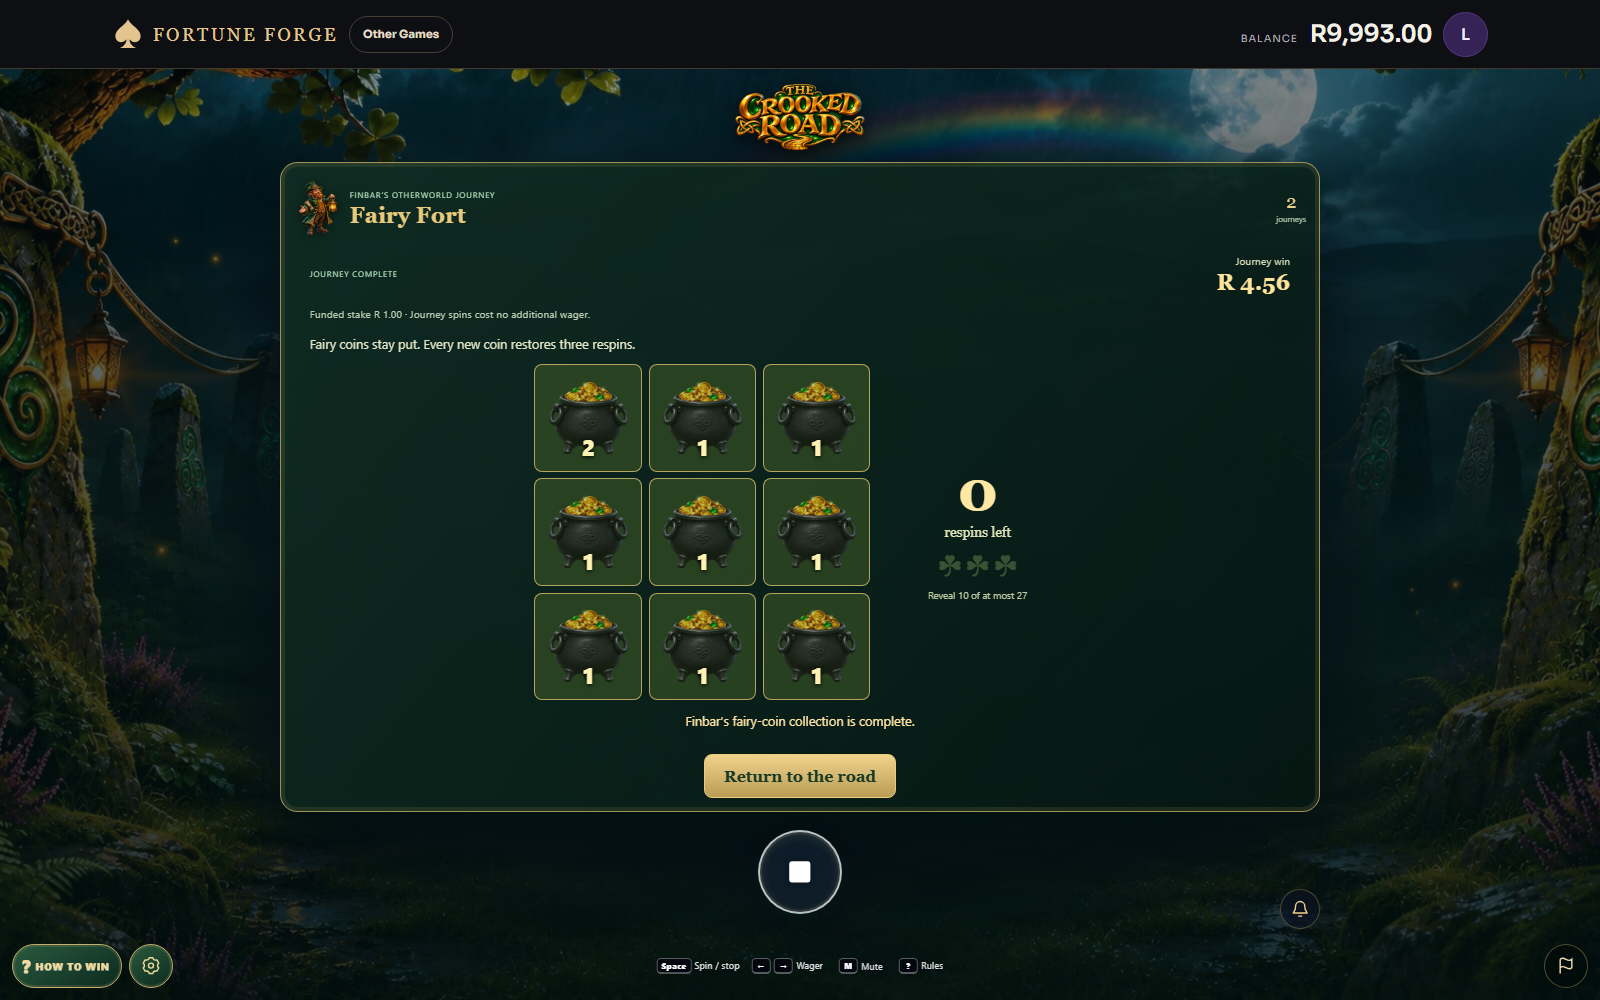 FORTUNE FORGE
Other Games
BALANCE R9,993.00
L
THE
CROOKED
ROAD
FINBAR'S OTHERWORLD JOURNEY
Fairy Fort
2
journeys
JOURNEY COMPLETE
Journey win
R 4.56
Funded stake R 1.00 · Journey spins cost no additional wager.
Fairy coins stay put. Every new coin restores three respins.
2 1 1
1 1 1
1 1 1
0
respins left
Reveal 10 of at most 27
Finbar's fairy-coin collection is complete.
Return to the road
? HOW TO WIN
Space Spin / stop ← → Wager M Mute ? Rules